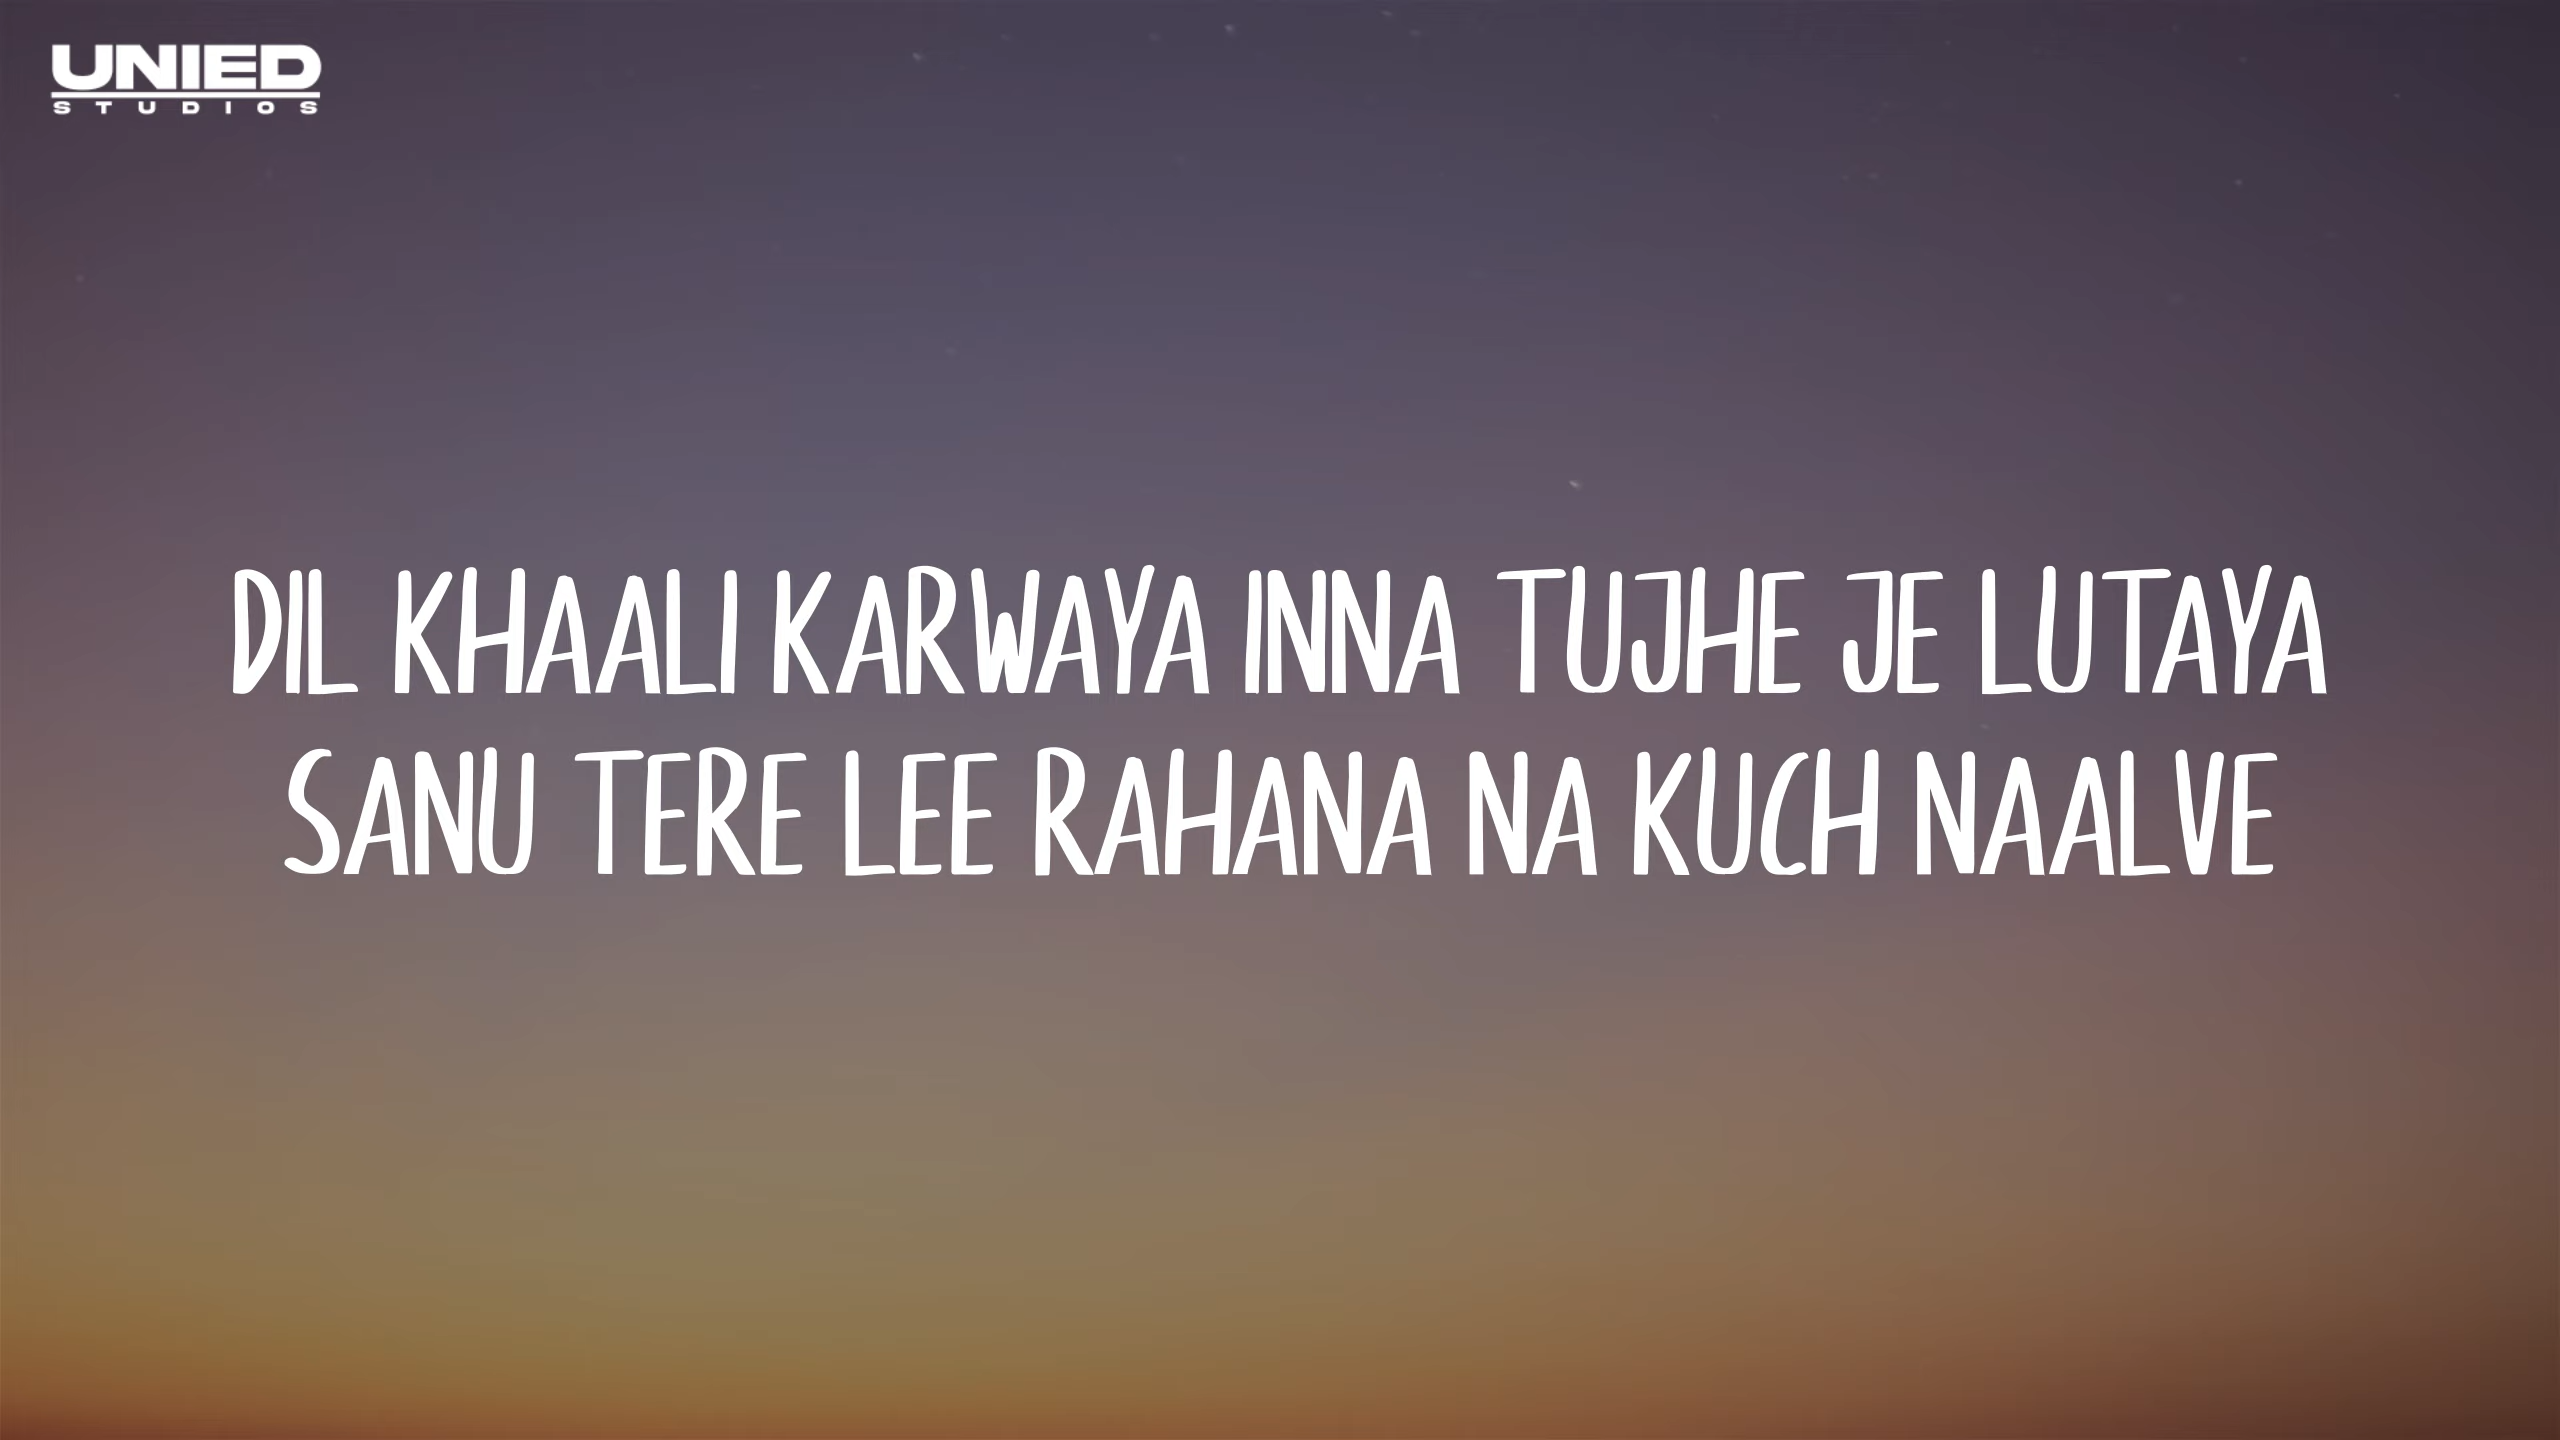 UNIED
STUDIOS
DIL KHAALI KARWAYA INNA TUJHE JE LUTAYA
SANU TERE LEE RAHANA NA KUCH NAALVE